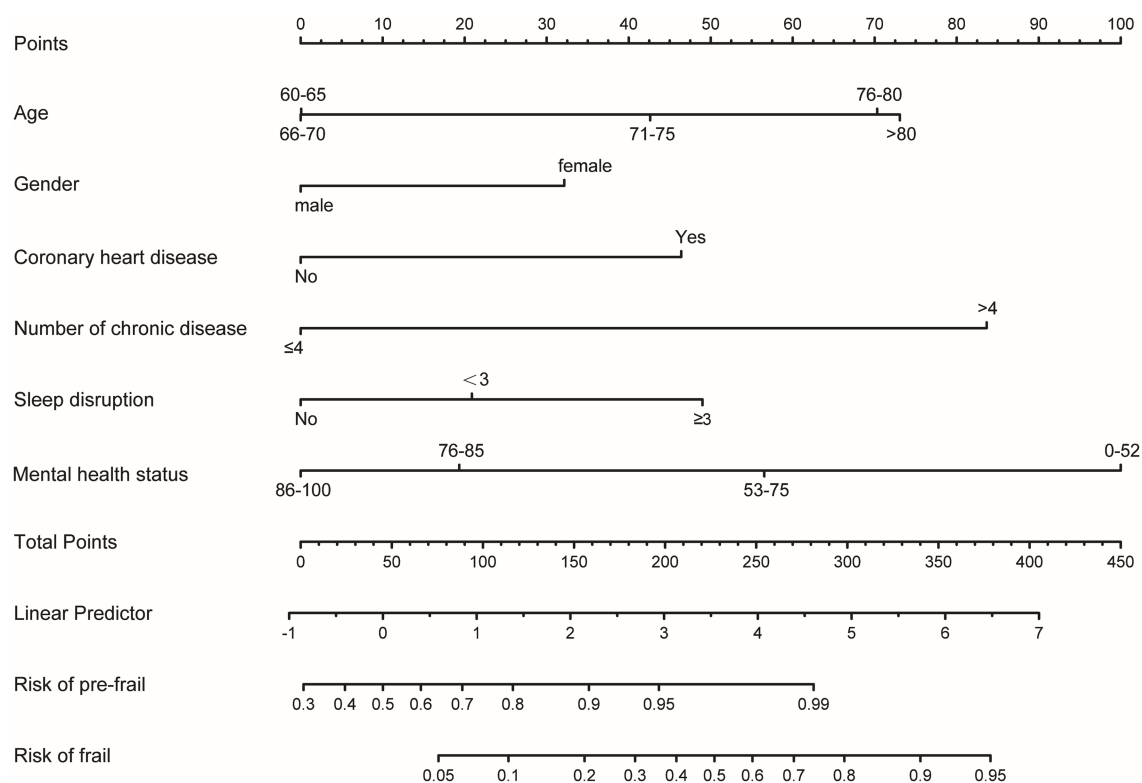 0 10 20 30 40 50 60 70 80 90 100
Points
60-65 76-80
Age
66-70 71-75 >80
female
Gender
male
Yes
Coronary heart disease
No
>4
Number of chronic disease
≤4
<3
Sleep disruption
No ≥3
76-85 0-52
Mental health status
86-100 53-75
Total Points
0 50 100 150 200 250 300 350 400 450
Linear Predictor
-1 0 1 2 3 4 5 6 7
Risk of pre-frail
0.3 0.4 0.5 0.6 0.7 0.8 0.9 0.95 0.99
Risk of frail
0.05 0.1 0.2 0.3 0.4 0.5 0.6 0.7 0.8 0.9 0.95